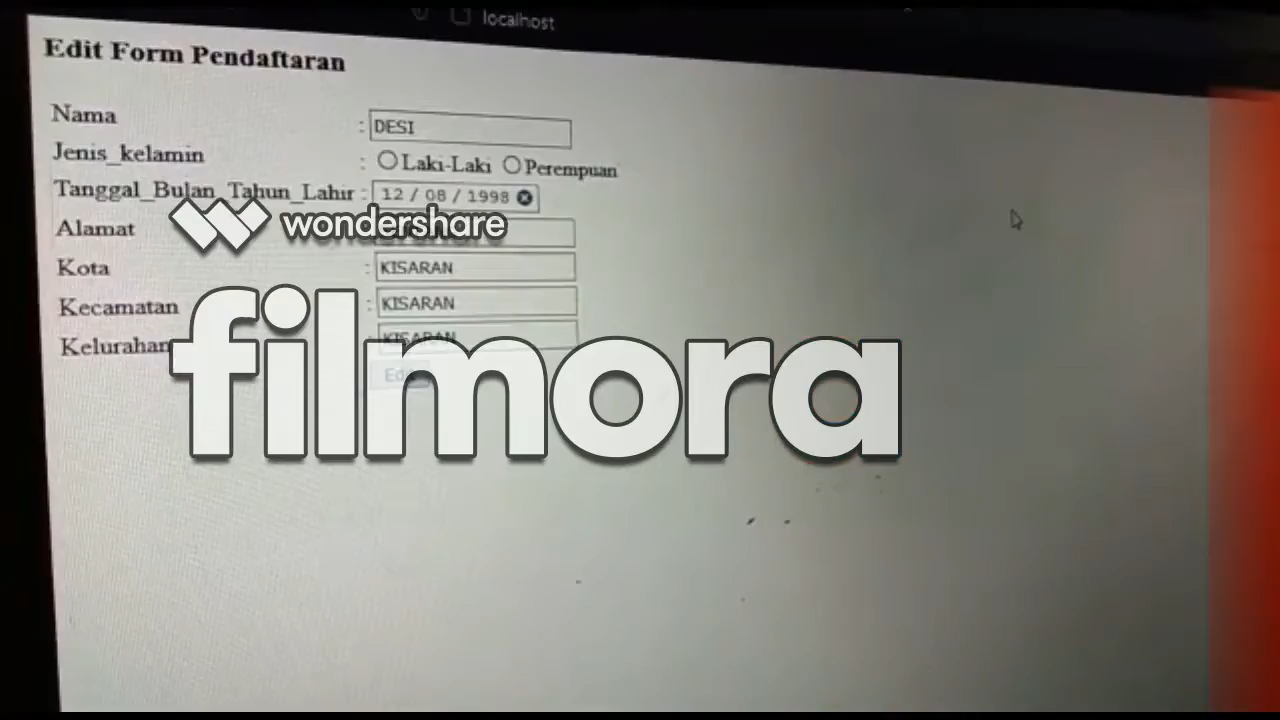 localhost
Edit Form Pendaftaran
Nama : DESI
Jenis_kelamin : Laki-Laki Perempuan
Tanggal_Bulan_Tahun_Lahir : 12 / 08 / 1998
Alamat
Kota : KISARAN
Kecamatan : KISARAN
Kelurahan KISARAN
wondershare
filmora